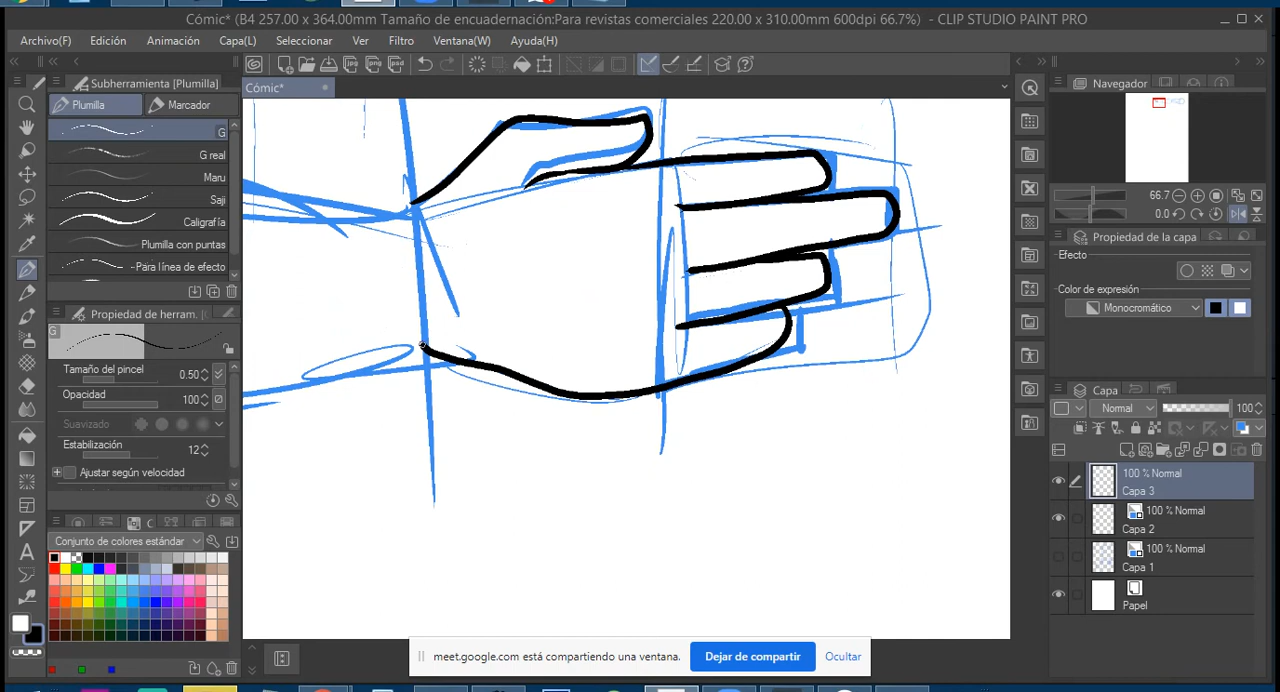 Cómic* (B4 257.00 x 364.00mm Tamaño de encuadernación:Para revistas comerciales 220.00 x 310.00mm 600dpi 66.7%) - CLIP STUDIO PAINT PRO
Archivo(F) Edición Animación Capa(L) Seleccionar Ver Filtro Ventana(W) Ayuda(H)
Subherramienta [Plumilla]
Plumilla Marcador
Cómic*
Navegador
G
G real
Maru
Saji
Caligrafía
Plumilla con puntas
Para línea de efecto
66.7
0.0
Propiedad de la capa
Efecto
Color de expresión
Monocromático
Propiedad de herram.
G
Tamaño del pincel 0.50
Opacidad 100
Suavizado
Estabilización 12
Ajustar según velocidad
Conjunto de colores estándar
Capa
Normal 100
100 % Normal
Capa 3
100 % Normal
Capa 2
100 % Normal
Capa 1
Papel
meet.google.com está compartiendo una ventana. Dejar de compartir Ocultar